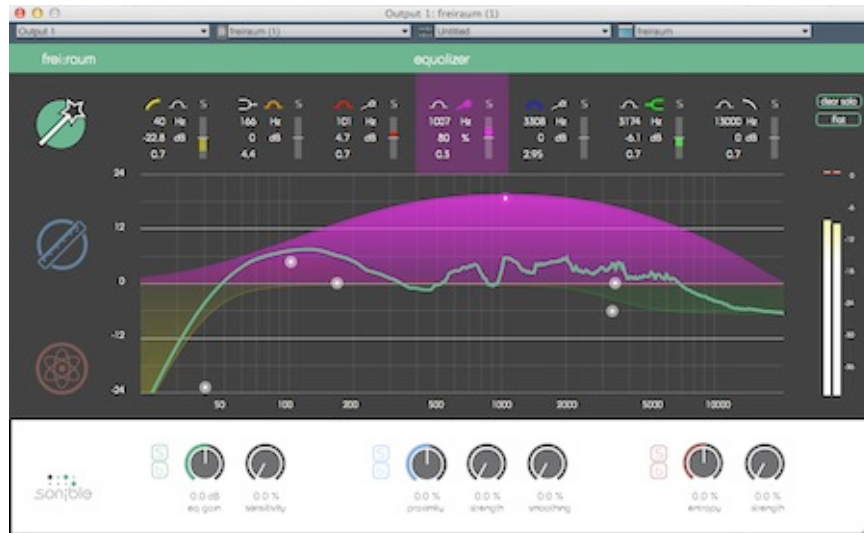 Output 1: freiraum (1)
Output 1 freiraum (1) Untitled freiraum
frei:raum equalizer
S S S S S S
clear solo
40 Hz 166 Hz 101 Hz 1007 Hz 3308 Hz 3174 Hz 13000 Hz
flat
-22.8 dB 0 dB 4.7 dB 80 % 0 dB -6.1 dB 0 dB
0.7 4.4 0.7 0.3 2.95 0.7 0.7
24
12
0
-12
-24
50 100 200 500 1000 2000 5000 10000
S S S
b b b
0.0 dB 0.0 % 0.0 % 0.0 % 0.0 % 0.0 % 0.0 %
eq gain sensitivity proximity strength smoothing entropy strength
sonible